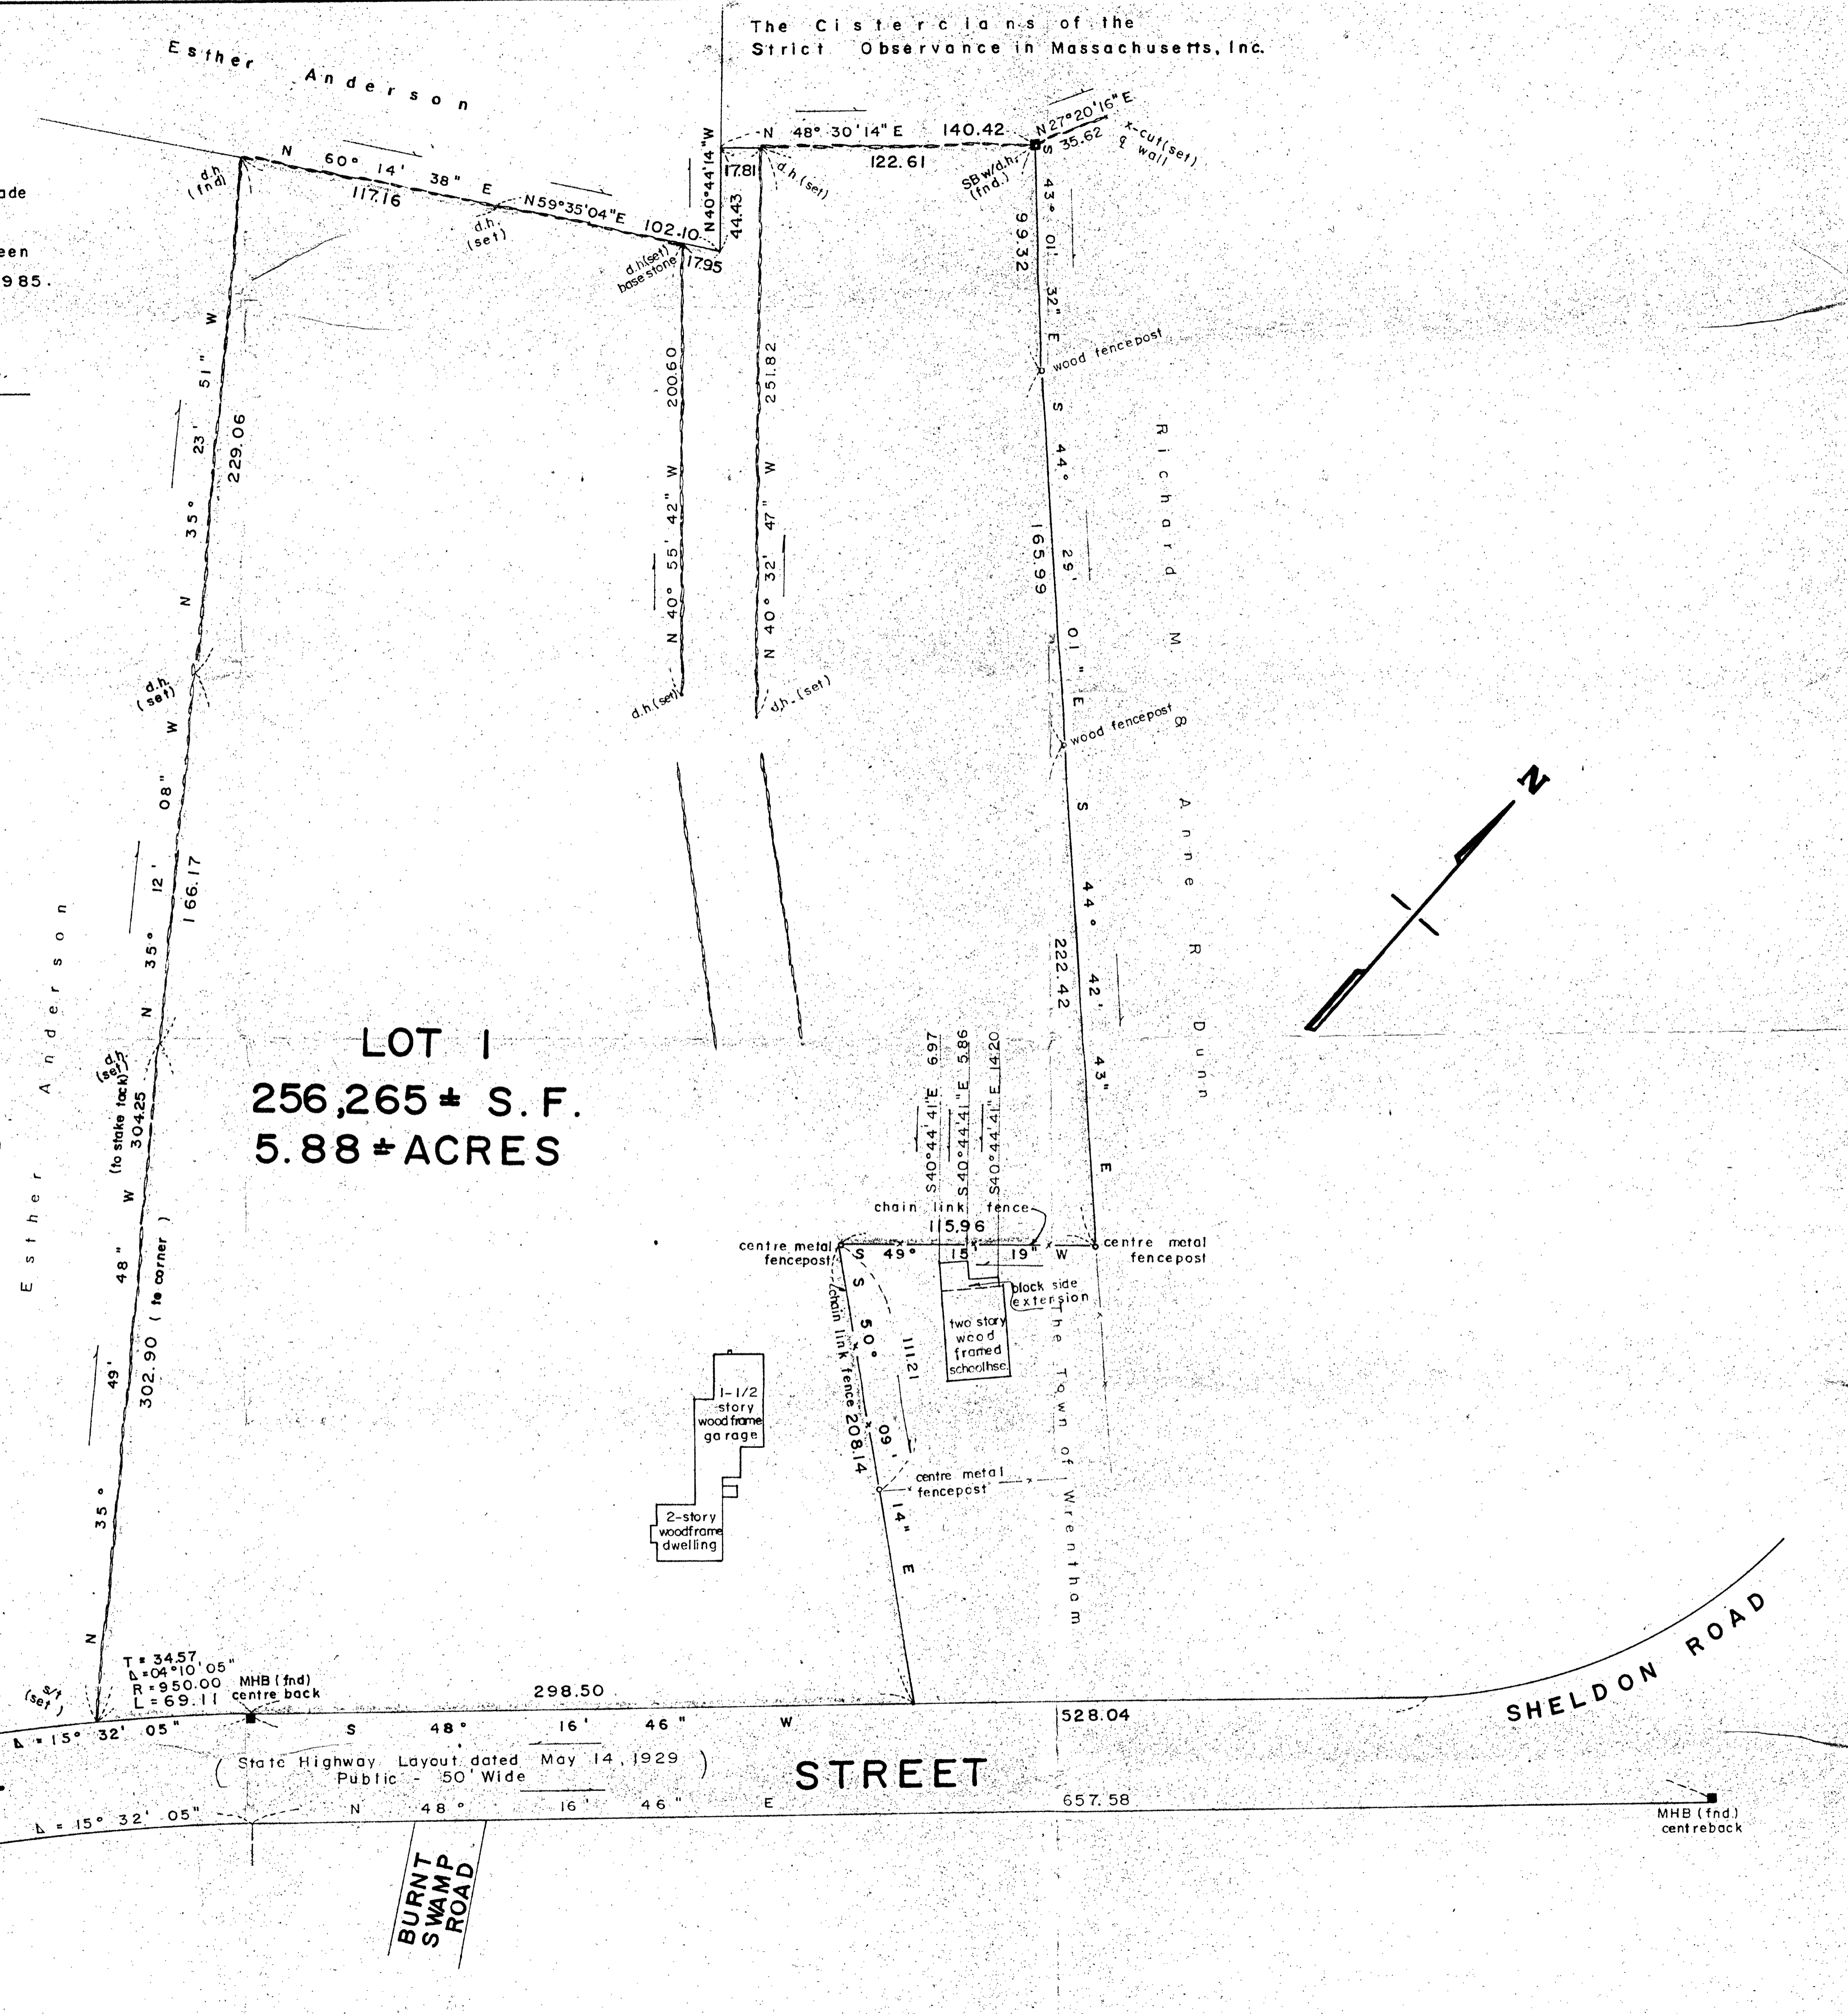 The Cistercians of the
Strict Observance in Massachusetts, Inc.
Esther Anderson
ade
een
985.
N 60° 14' 38" E
117.16
d.h.
(fnd)
d.h.
(set)
N59°35'04"E 102.10
17.95
d.h.(set)
base stone
N40°44'14"W
44.43
17.81
N 48° 30'14" E 140.42
122.61
d.h.(set)
SB w/d.h.
(fnd.)
N27°20'16" E
35.62
x-cut(set)
wall
S 43° 01' 32" E
99.32
wood fencepost
S 44° 29' 01" E
165.99
wood fencepost
S 44° 42' 43" E
222.42
Richard M. & Anne R Dunn
N 40° 55' 42" W 200.60
d.h.(set)
N 40° 32' 47" W 251.82
d.h.(set)
N 35° 23' 51" W
229.06
d.h.
(set)
N 35° 12' 08" W
166.17
Esther Anderson
(to stake tack)
304.25
N 35° 49' 48" W
302.90 (to corner)
N
LOT 1
256,265± S.F.
5.88±ACRES
S40°44'41"E 6.97
S40°44'41"E 5.86
S40°44'41"E 14.20
chain link fence
115.96
S 49° 15' 19" W
centre metal
fencepost
centre metal
fencepost
block side
extension
two story
wood
framed
schoolhse.
S 50° 09' 14" E
111.21
chain link fence 208.14
centre metal
fencepost
The Town of Wrentham
1-1/2
story
wood frame
garage
2-story
woodframe
dwelling
T = 34.57
Δ=04°10'05"
R = 950.00
L = 69.11
MHB (fnd)
centre back
s/t
(set)
298.50
Δ = 15° 32' 05"
S 48° 16' 46" W
528.04
(State Highway Layout dated May 14, 1929)
Public - 50' Wide
STREET
SHELDON ROAD
Δ = 15° 32' 05"
N 48° 16' 46" E
657.58
MHB (fnd.)
centreback
BURNT
SWAMP
ROAD